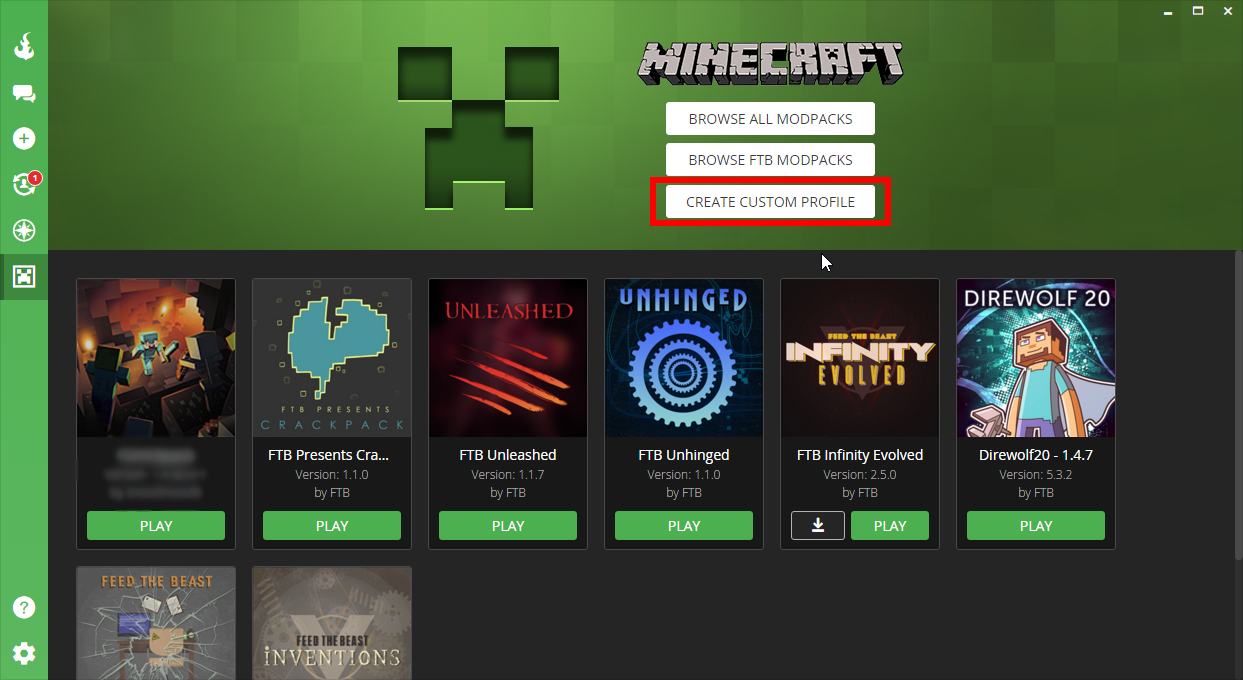 MINECRAFT
BROWSE ALL MODPACKS
BROWSE FTB MODPACKS
CREATE CUSTOM PROFILE
1
UNLEASHED
UNHINGED
DIREWOLF 20
FEED THE BEAST
INFINITY
EVOLVED
FTB PRESENTS
CRACKPACK
FTB Presents Cra...
FTB Unleashed
FTB Unhinged
FTB Infinity Evolved
Direwolf20 - 1.4.7
Version: 1.1.0
Version: 1.1.7
Version: 1.1.0
Version: 2.5.0
Version: 5.3.2
by FTB
by FTB
by FTB
by FTB
by FTB
PLAY
PLAY
PLAY
PLAY
PLAY
PLAY
FEED THE BEAST
FEED THE BEAST
INVENTIONS
?